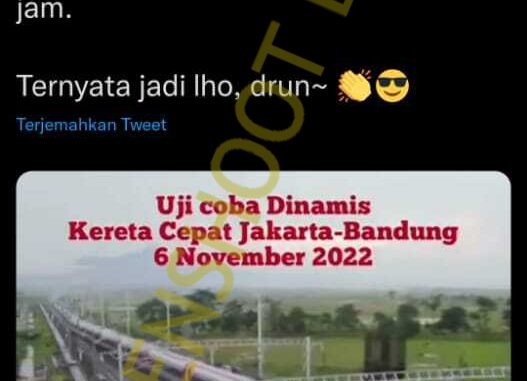 jam.
Ternyata jadi lho, drun~ 👏😎
Terjemahkan Tweet
Uji coba Dinamis
Kereta Cepat Jakarta-Bandung
6 November 2022